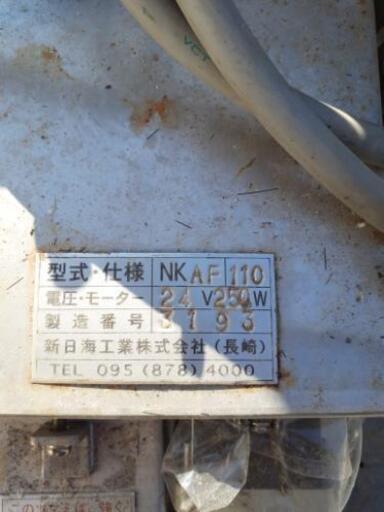 VCT
型式・仕様 NK AF 110
電圧・モーター 24 V 250 W
製造番号 3193
新日海工業株式会社(長崎)
TEL 095(878)4000